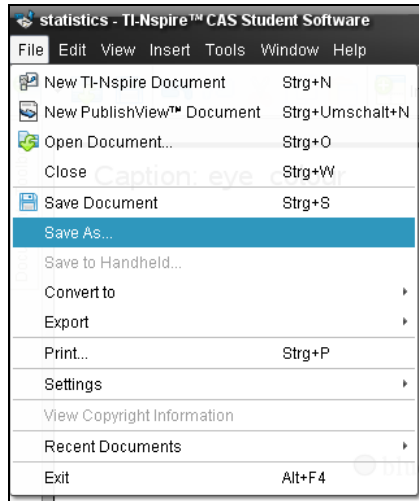 statistics - TI-Nspire™ CAS Student Software
File Edit View Insert Tools Window Help
New TI-Nspire Document Strg+N
New PublishView™ Document Strg+Umschalt+N
Open Document... Strg+O
Close Strg+W
Caption: eye colour
Save Document Strg+S
Save As...
Save to Handheld...
Convert to
Export
Print... Strg+P
Settings
View Copyright Information
Recent Documents
Exit Alt+F4